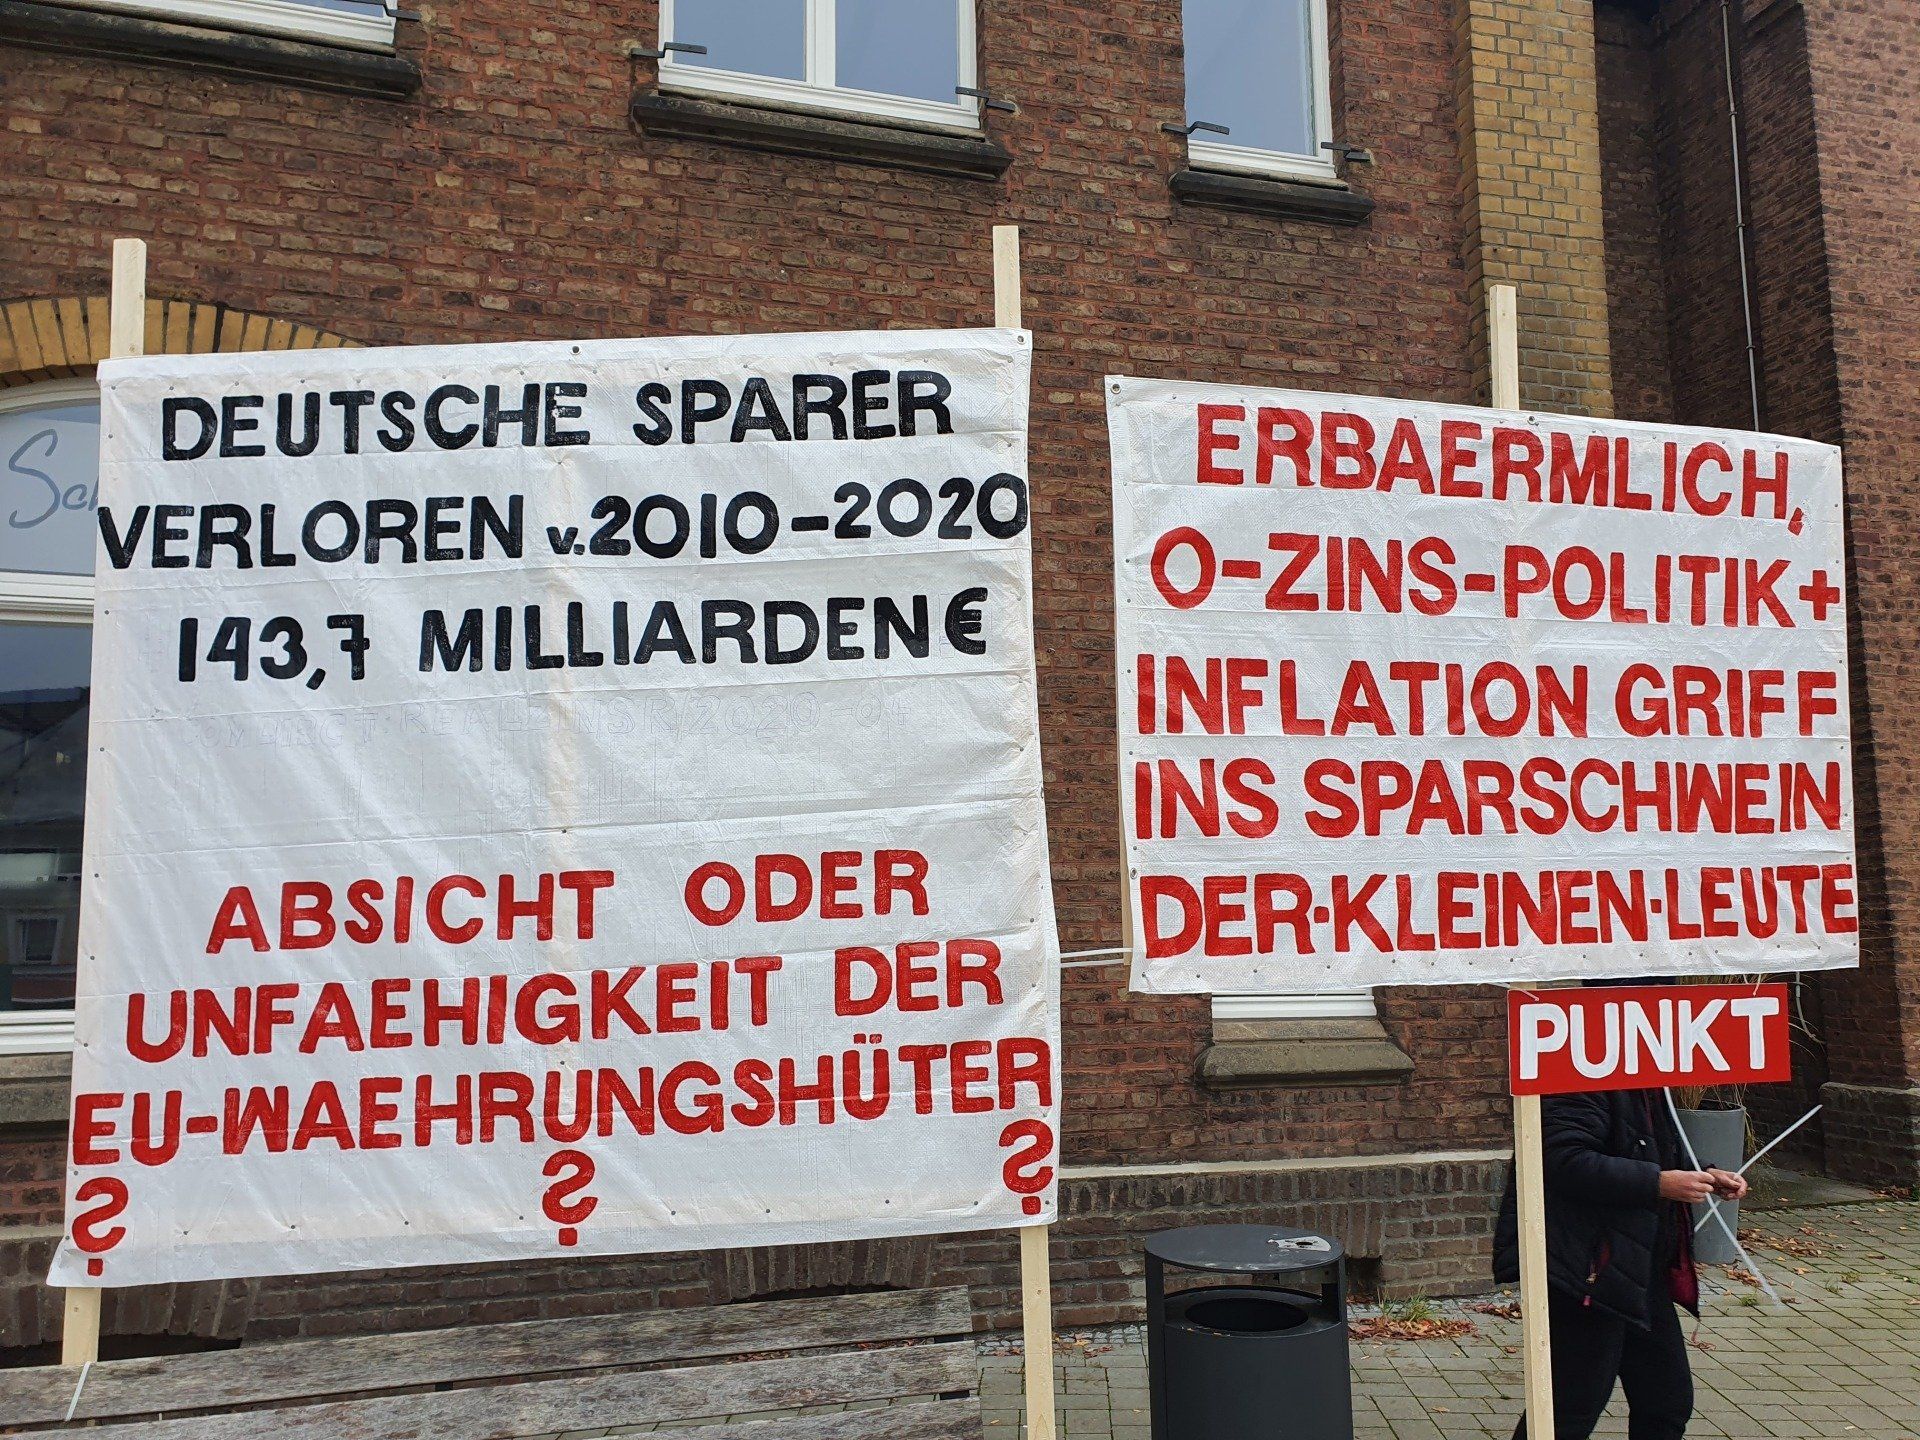 DEUTSCHE SPARER
VERLOREN v. 2010-2020
143,7 MILLIARDEN €
ABSICHT ODER
UNFAEHIGKEIT DER
EU-WAEHRUNGSHÜTER
? ? ?
ERBAERMLICH,
0-ZINS-POLITIK+
INFLATION GRIFF
INS SPARSCHWEIN
DER·KLEINEN·LEUTE
PUNKT
Sch